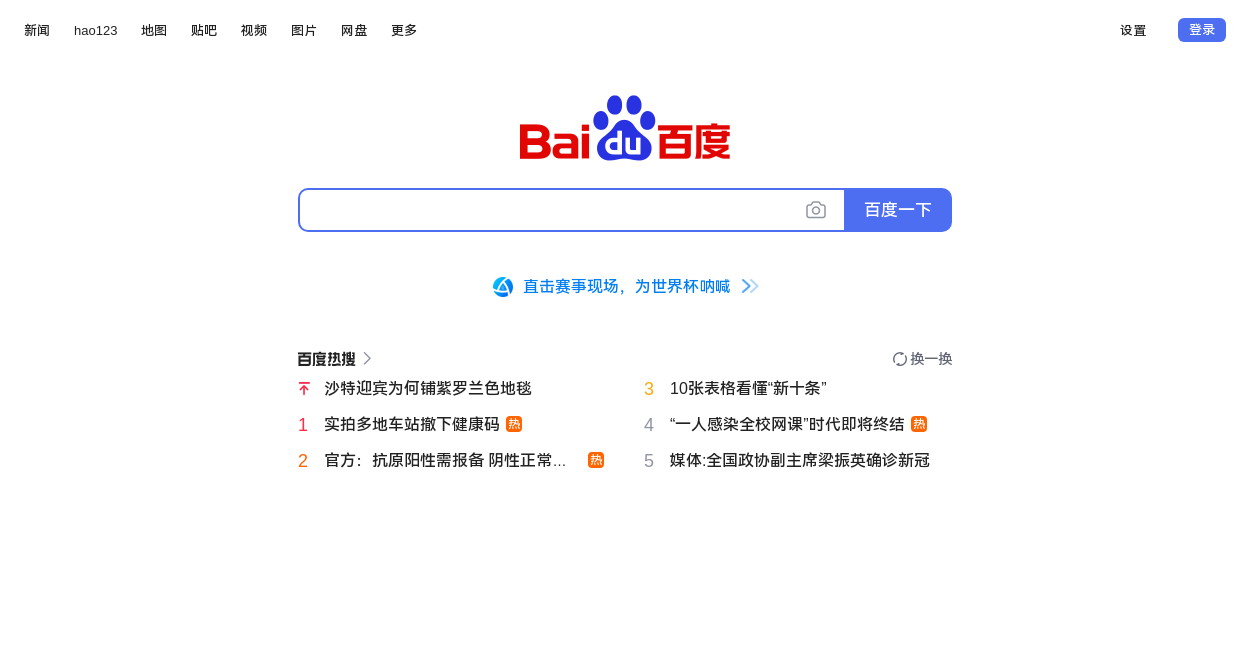 新闻 hao123 地图 贴吧 视频 图片 网盘 更多 设置 登录
Bai du 百度
百度一下
直击赛事现场，为世界杯呐喊
百度热搜 换一换
沙特迎宾为何铺紫罗兰色地毯
1 实拍多地车站撤下健康码 热
2 官方：抗原阳性需报备 阴性正常... 热
3 10张表格看懂“新十条”
4 “一人感染全校网课”时代即将终结 热
5 媒体:全国政协副主席梁振英确诊新冠